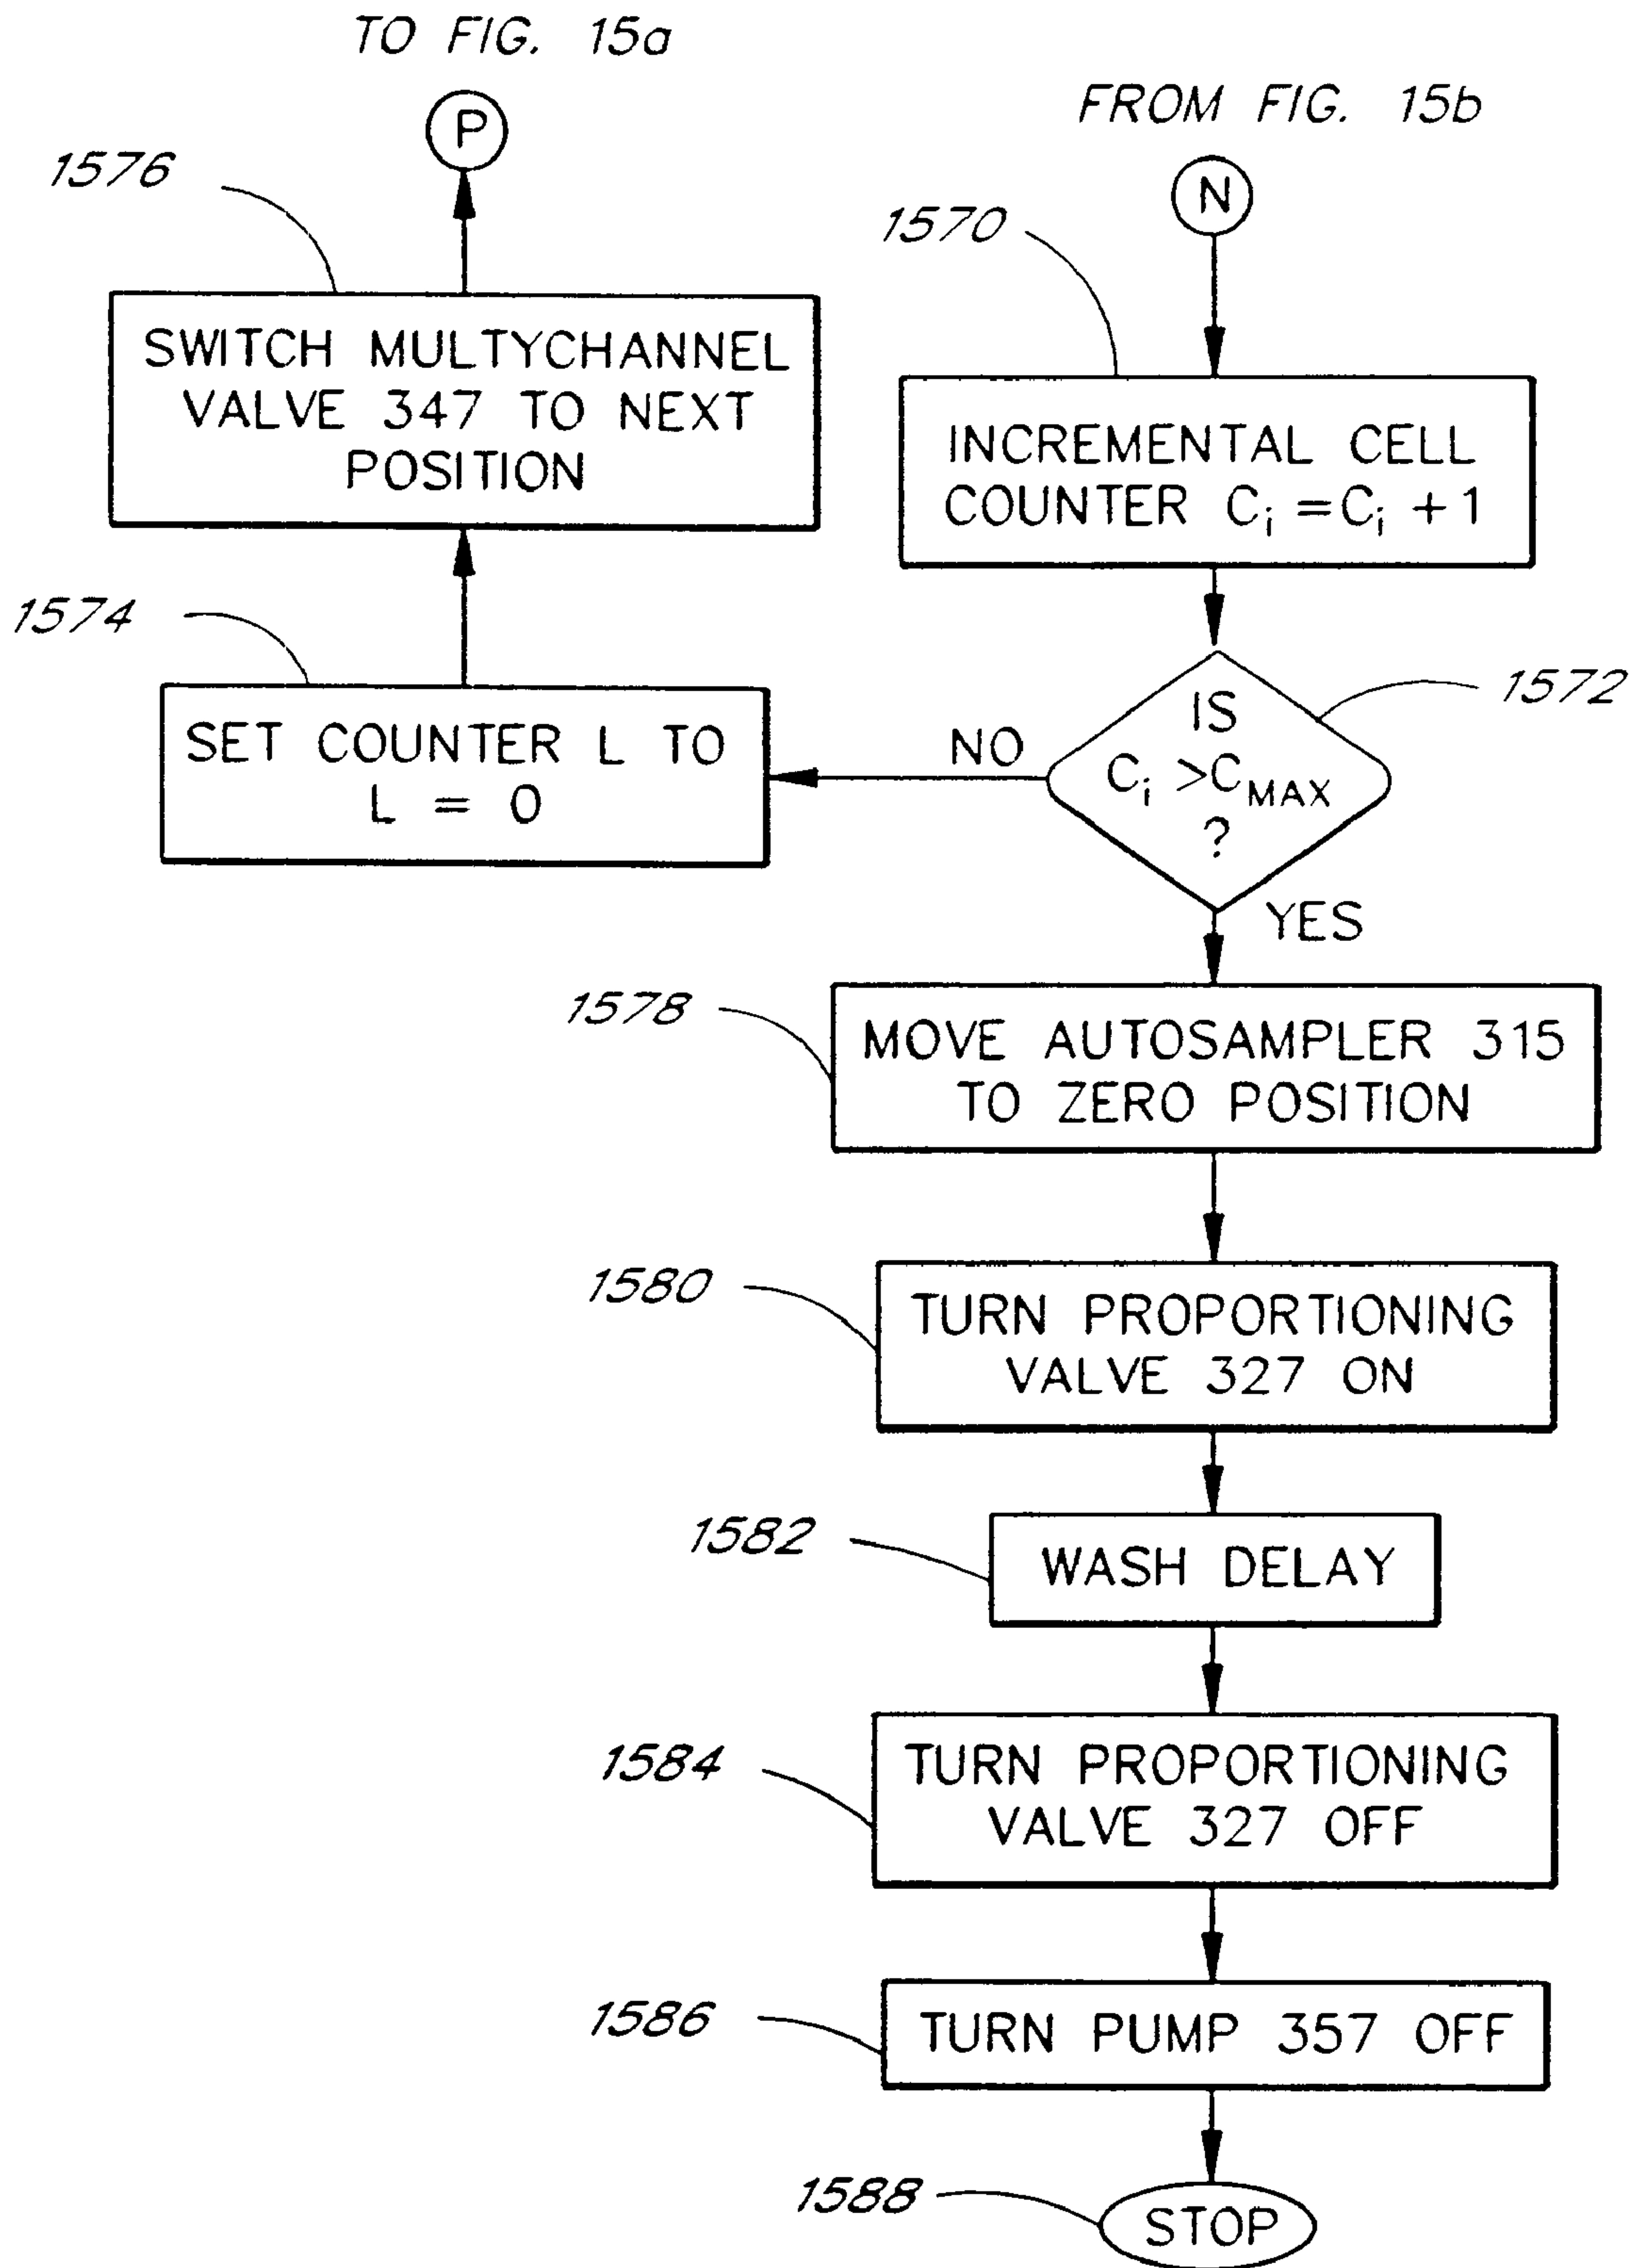 TO FIG. 15a
P
1576
SWITCH MULTYCHANNEL
VALVE 347 TO NEXT
POSITION
1574
SET COUNTER L TO
L = 0
FROM FIG. 15b
N
1570
INCREMENTAL CELL
COUNTER Ci = Ci + 1
1572
IS
Ci >CMAX
?
NO
YES
1578
MOVE AUTOSAMPLER 315
TO ZERO POSITION
1580
TURN PROPORTIONING
VALVE 327 ON
1582
WASH DELAY
1584
TURN PROPORTIONING
VALVE 327 OFF
1586
TURN PUMP 357 OFF
1588
STOP